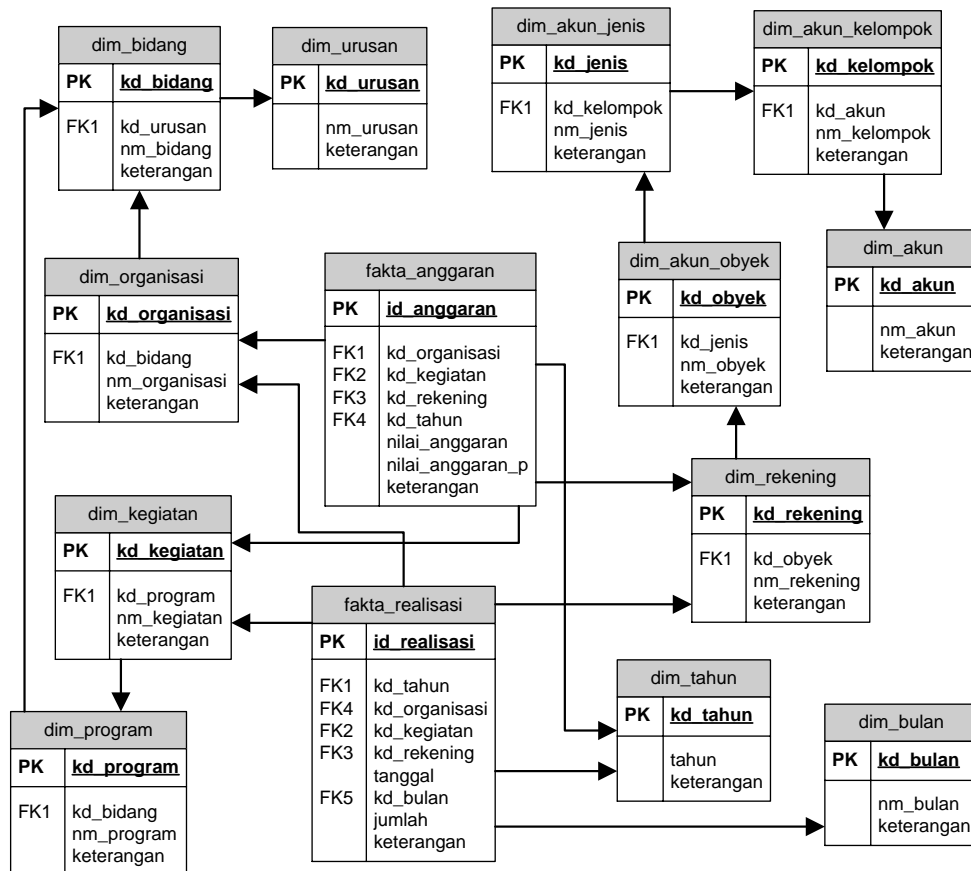 dim_bidang
PK kd_bidang
FK1 kd_urusan
nm_bidang
keterangan
dim_urusan
PK kd_urusan
nm_urusan
keterangan
dim_akun_jenis
PK kd_jenis
FK1 kd_kelompok
nm_jenis
keterangan
dim_akun_kelompok
PK kd_kelompok
FK1 kd_akun
nm_kelompok
keterangan
dim_organisasi
PK kd_organisasi
FK1 kd_bidang
nm_organisasi
keterangan
fakta_anggaran
PK id_anggaran
FK1 kd_organisasi
FK2 kd_kegiatan
FK3 kd_rekening
FK4 kd_tahun
nilai_anggaran
nilai_anggaran_p
keterangan
dim_akun_obyek
PK kd_obyek
FK1 kd_jenis
nm_obyek
keterangan
dim_akun
PK kd_akun
nm_akun
keterangan
dim_kegiatan
PK kd_kegiatan
FK1 kd_program
nm_kegiatan
keterangan
fakta_realisasi
PK id_realisasi
FK1 kd_tahun
FK4 kd_organisasi
FK2 kd_kegiatan
FK3 kd_rekening
tanggal
FK5 kd_bulan
jumlah
keterangan
dim_rekening
PK kd_rekening
FK1 kd_obyek
nm_rekening
keterangan
dim_program
PK kd_program
FK1 kd_bidang
nm_program
keterangan
dim_tahun
PK kd_tahun
tahun
keterangan
dim_bulan
PK kd_bulan
nm_bulan
keterangan